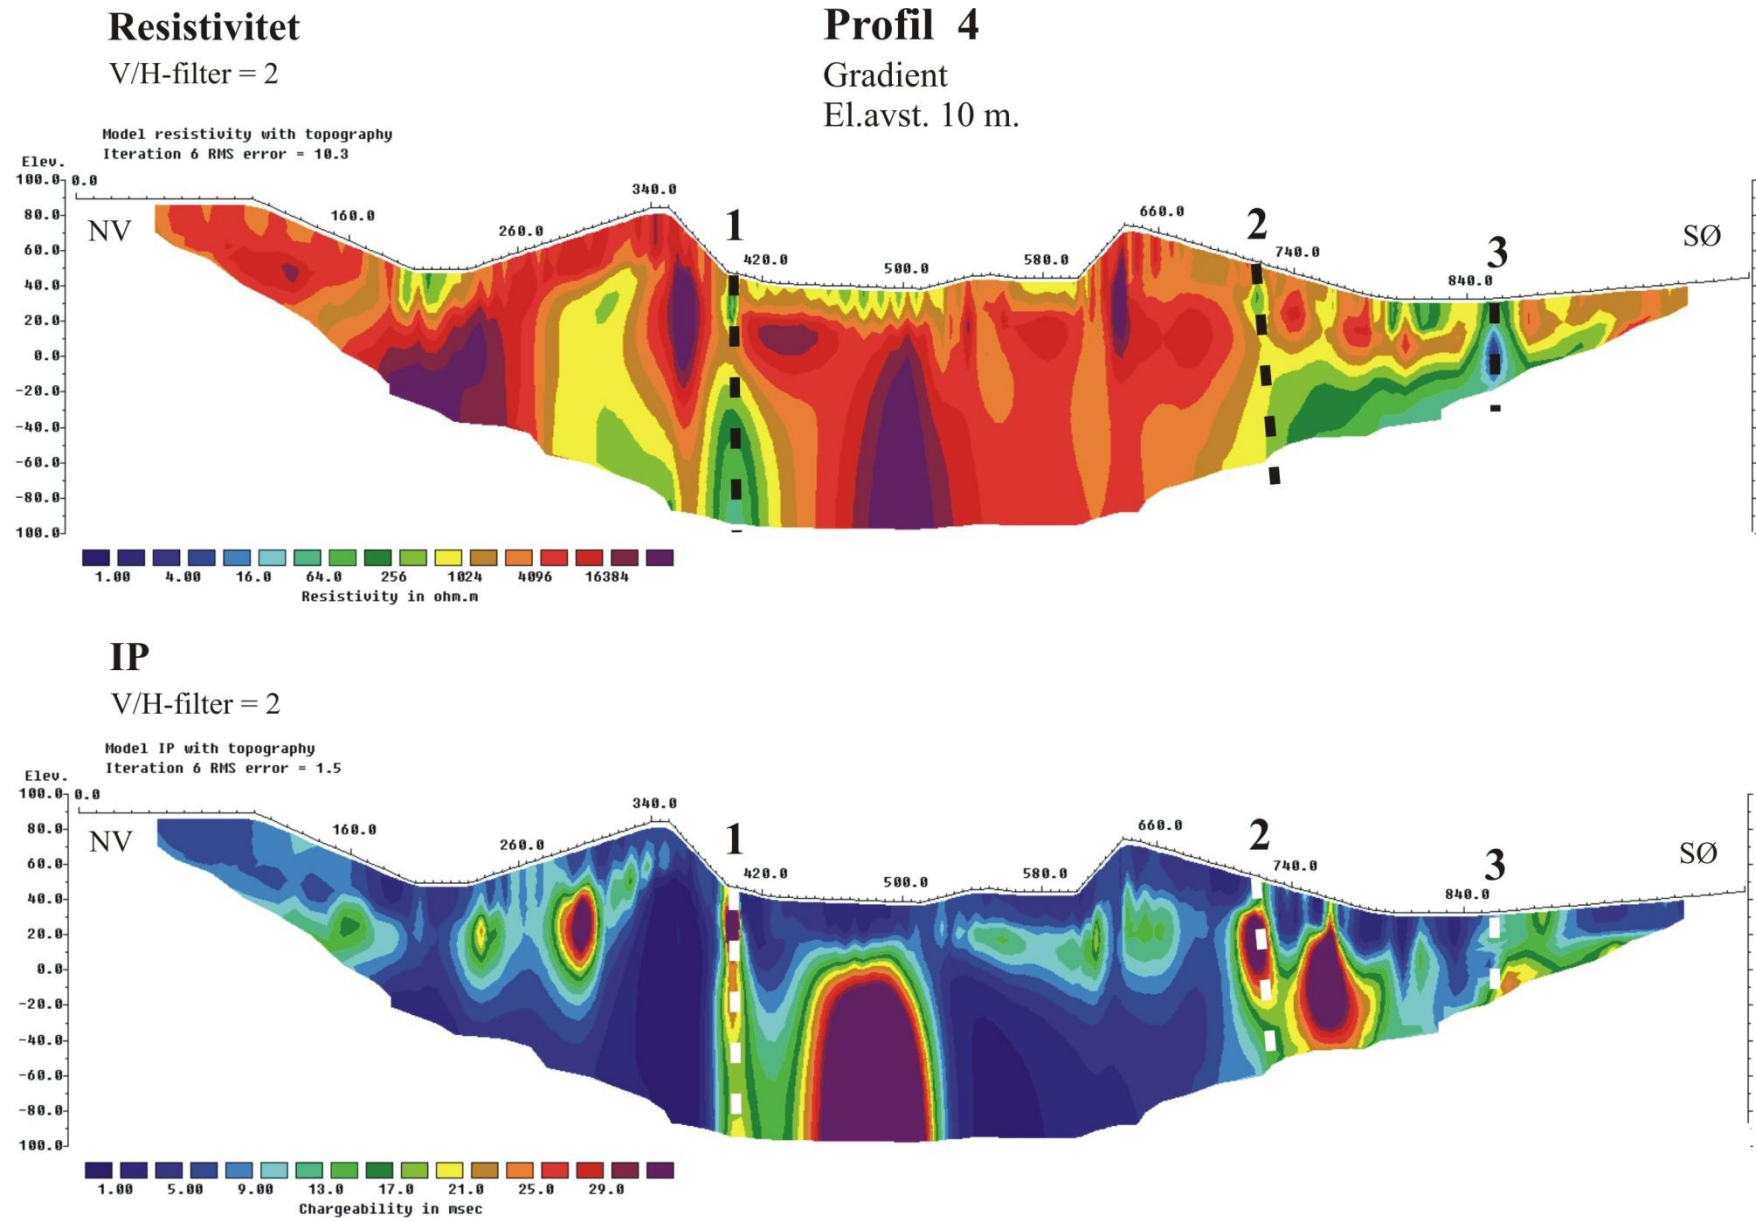 Resistivitet
V/H-filter = 2
Profil 4
Gradient
El.avst. 10 m.
Model resistivity with topography
Iteration 6 RMS error = 10.3
Elev.
100.0 0.0
80.0
60.0
40.0
20.0
0.0
-20.0
-40.0
-60.0
-80.0
100.0
NV
160.0
260.0
340.0
1
420.0
500.0
580.0
660.0
2
740.0
3
840.0
SØ
1.00 4.00 16.0 64.0 256 1024 4096 16384
Resistivity in ohm.m
IP
V/H-filter = 2
Model IP with topography
Iteration 6 RMS error = 1.5
Elev.
100.0 0.0
80.0
60.0
40.0
20.0
0.0
-20.0
-40.0
-60.0
-80.0
100.0
NV
160.0
260.0
340.0
1
420.0
500.0
580.0
660.0
2
740.0
3
840.0
SØ
1.00 5.00 9.00 13.0 17.0 21.0 25.0 29.0
Chargeability in msec